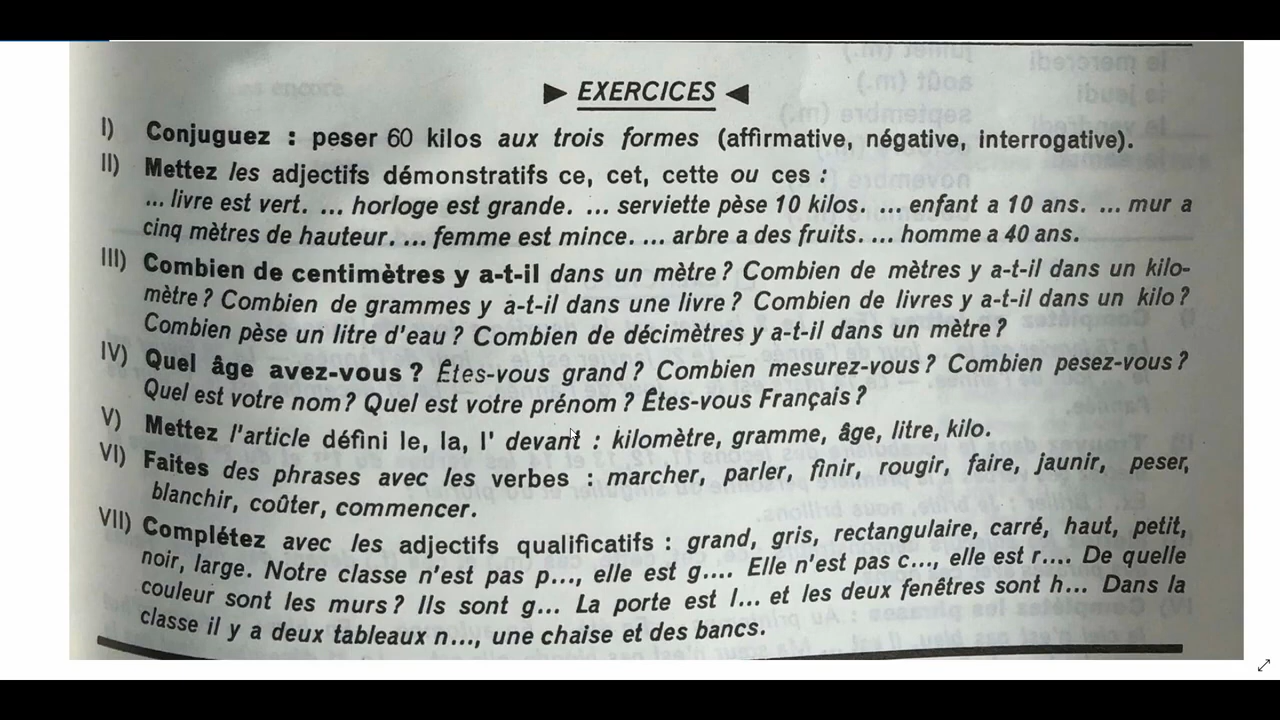 ► EXERCICES ◄
I) Conjuguez : peser 60 kilos aux trois formes (affirmative, négative, interrogative).
II) Mettez les adjectifs démonstratifs ce, cet, cette ou ces :
... livre est vert. ... horloge est grande. ... serviette pèse 10 kilos. ... enfant a 10 ans. ... mur a
cinq mètres de hauteur. ... femme est mince. ... arbre a des fruits. ... homme a 40 ans.
III) Combien de centimètres y a-t-il dans un mètre ? Combien de mètres y a-t-il dans un kilo-
mètre ? Combien de grammes y a-t-il dans une livre ? Combien de livres y a-t-il dans un kilo ?
Combien pèse un litre d'eau ? Combien de décimètres y a-t-il dans un mètre ?
IV) Quel âge avez-vous ? Êtes-vous grand ? Combien mesurez-vous ? Combien pesez-vous ?
Quel est votre nom ? Quel est votre prénom ? Êtes-vous Français ?
V) Mettez l'article défini le, la, l' devant : kilomètre, gramme, âge, litre, kilo.
VI) Faites des phrases avec les verbes : marcher, parler, finir, rougir, faire, jaunir, peser,
blanchir, coûter, commencer.
VII) Complétez avec les adjectifs qualificatifs : grand, gris, rectangulaire, carré, haut, petit,
noir, large. Notre classe n'est pas p..., elle est g.... Elle n'est pas c..., elle est r.... De quelle
couleur sont les murs ? Ils sont g... La porte est l... et les deux fenêtres sont h... Dans la
classe il y a deux tableaux n..., une chaise et des bancs.